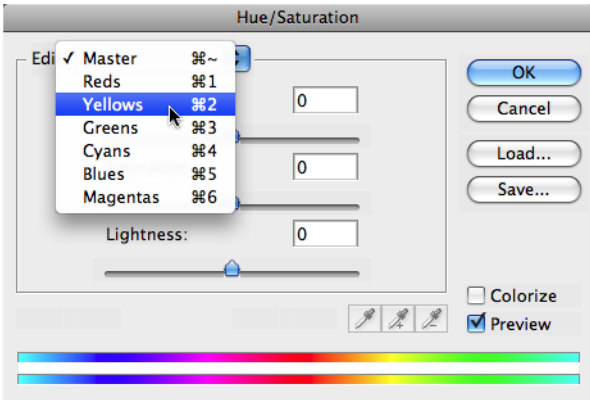 Hue/Saturation
Edi
✓ Master ⌘~
Reds ⌘1
Yellows ⌘2
Greens ⌘3
Cyans ⌘4
Blues ⌘5
Magentas ⌘6
0
0
Lightness: 0
OK
Cancel
Load...
Save...
Colorize
Preview